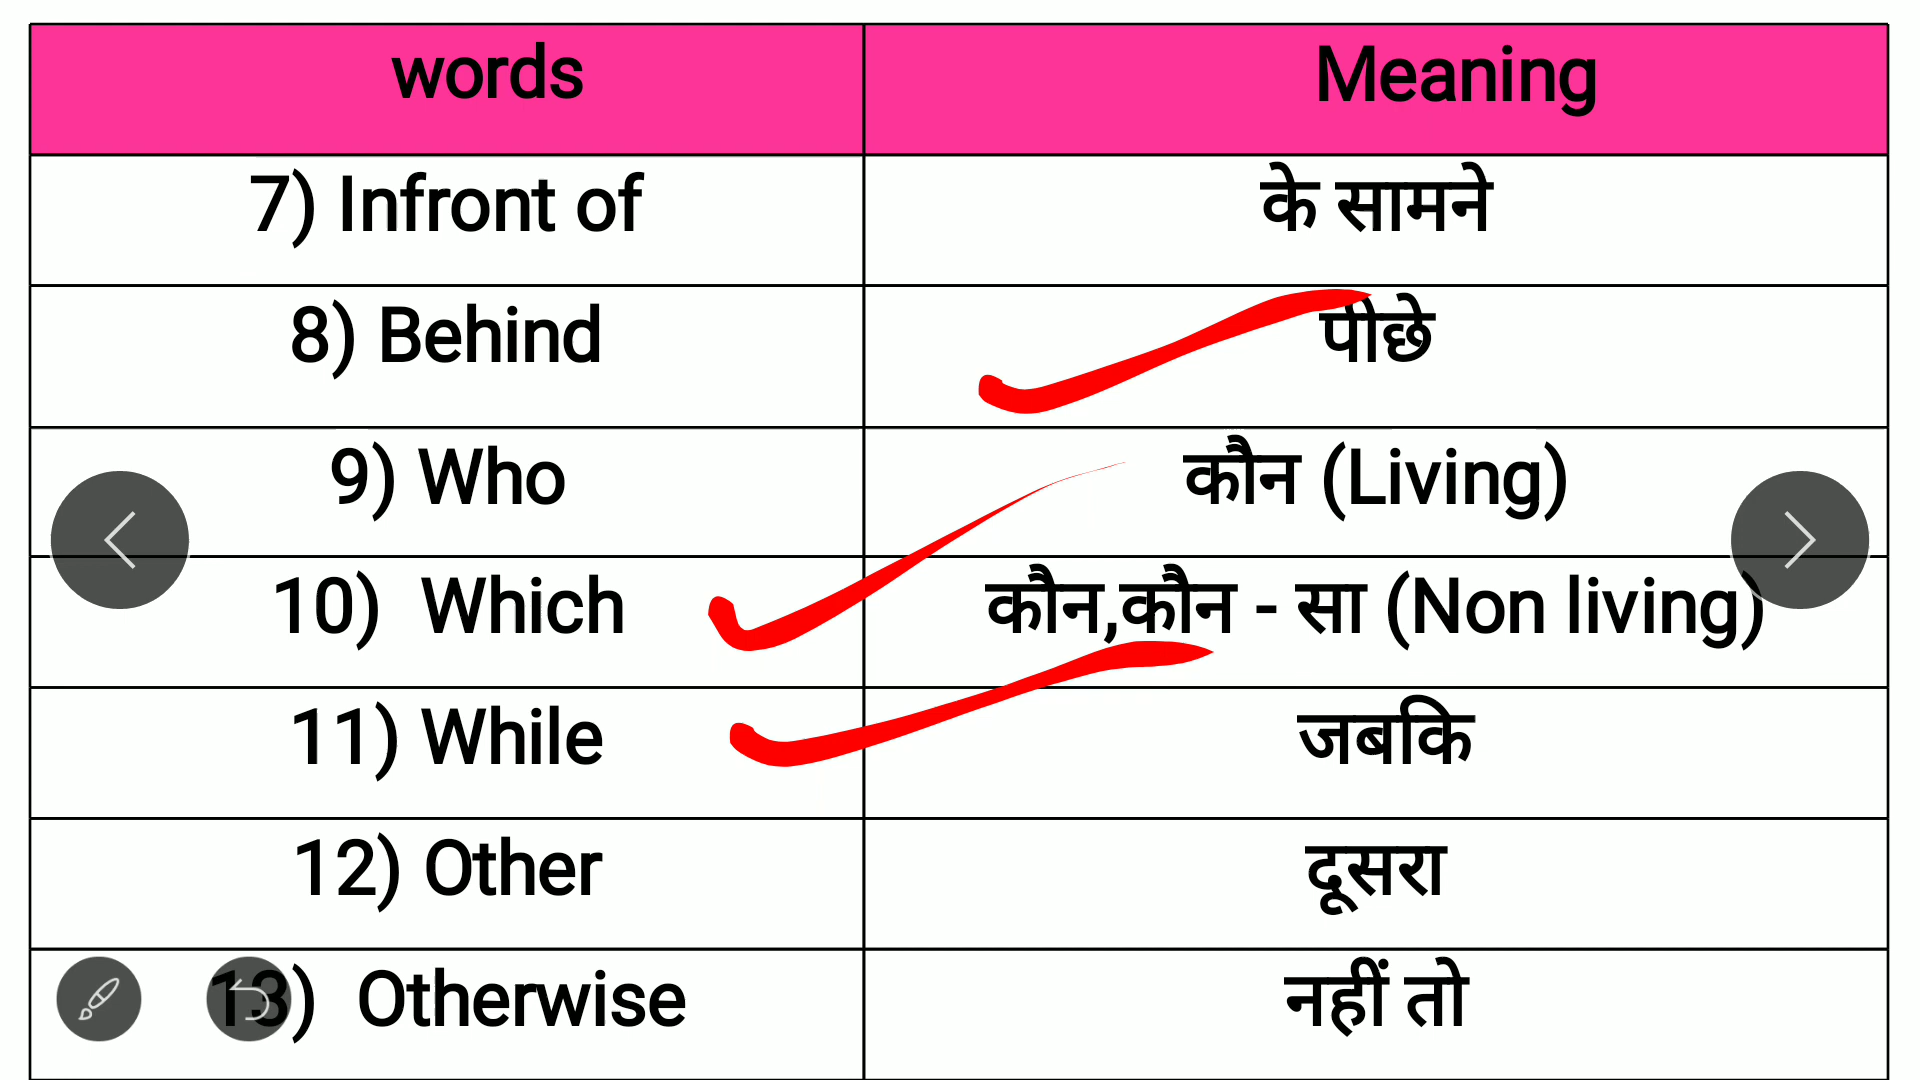 words Meaning
7) Infront of के सामने
8) Behind पीछे
9) Who कौन (Living)
10) Which कौन,कौन - सा (Non living)
11) While जबकि
12) Other दूसरा
13) Otherwise नहीं तो